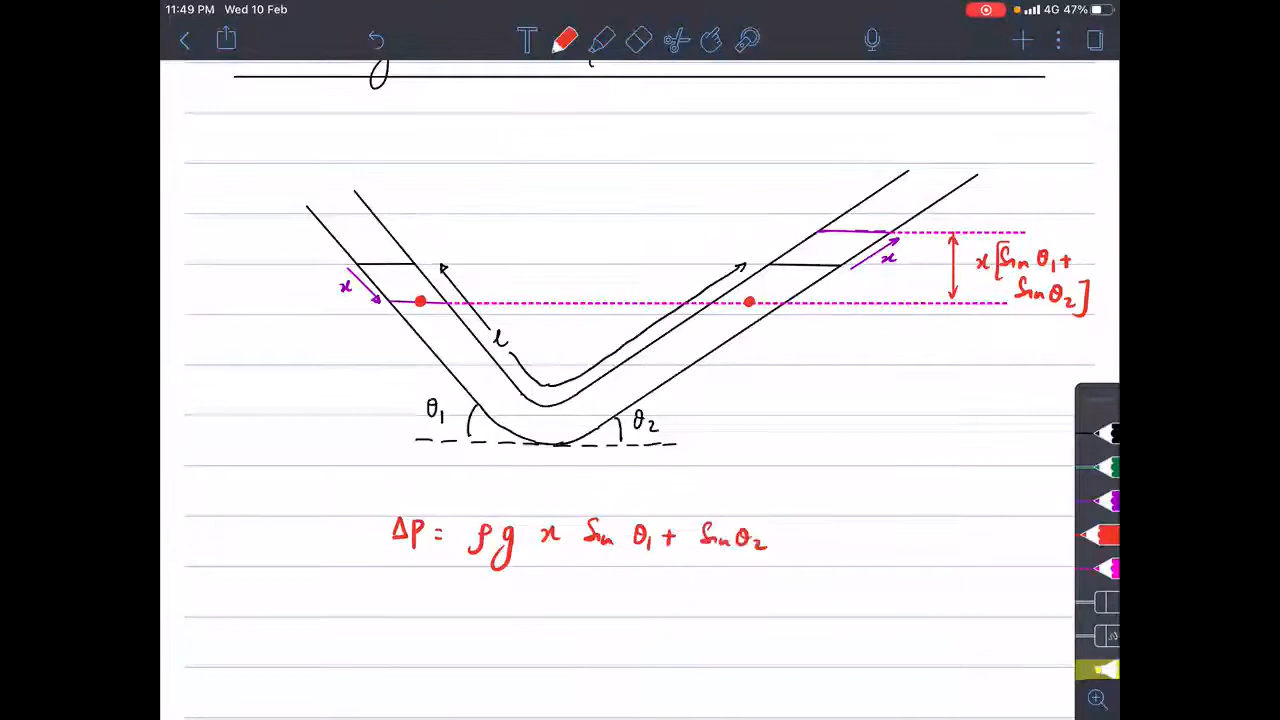 11:49 PM Wed 10 Feb
4G 47%
T
x
x
x[Sin θ₁ +
Sin θ₂]
l
θ₁
θ₂
ΔP = ρg x Sin θ₁ + Sin θ₂